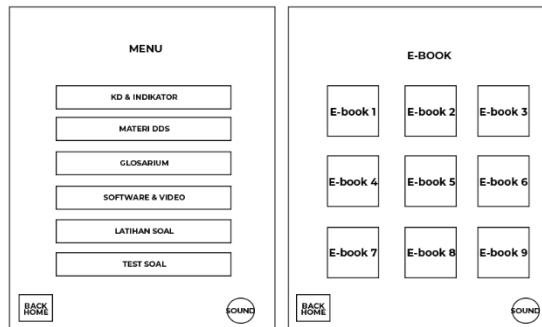 MENU
KD & INDIKATOR
MATERI DDS
GLOSARIUM
SOFTWARE & VIDEO
LATIHAN SOAL
TEST SOAL
BACK
HOME
SOUND
E-BOOK
E-book 1 E-book 2 E-book 3
E-book 4 E-book 5 E-book 6
E-book 7 E-book 8 E-book 9
BACK
HOME
SOUND